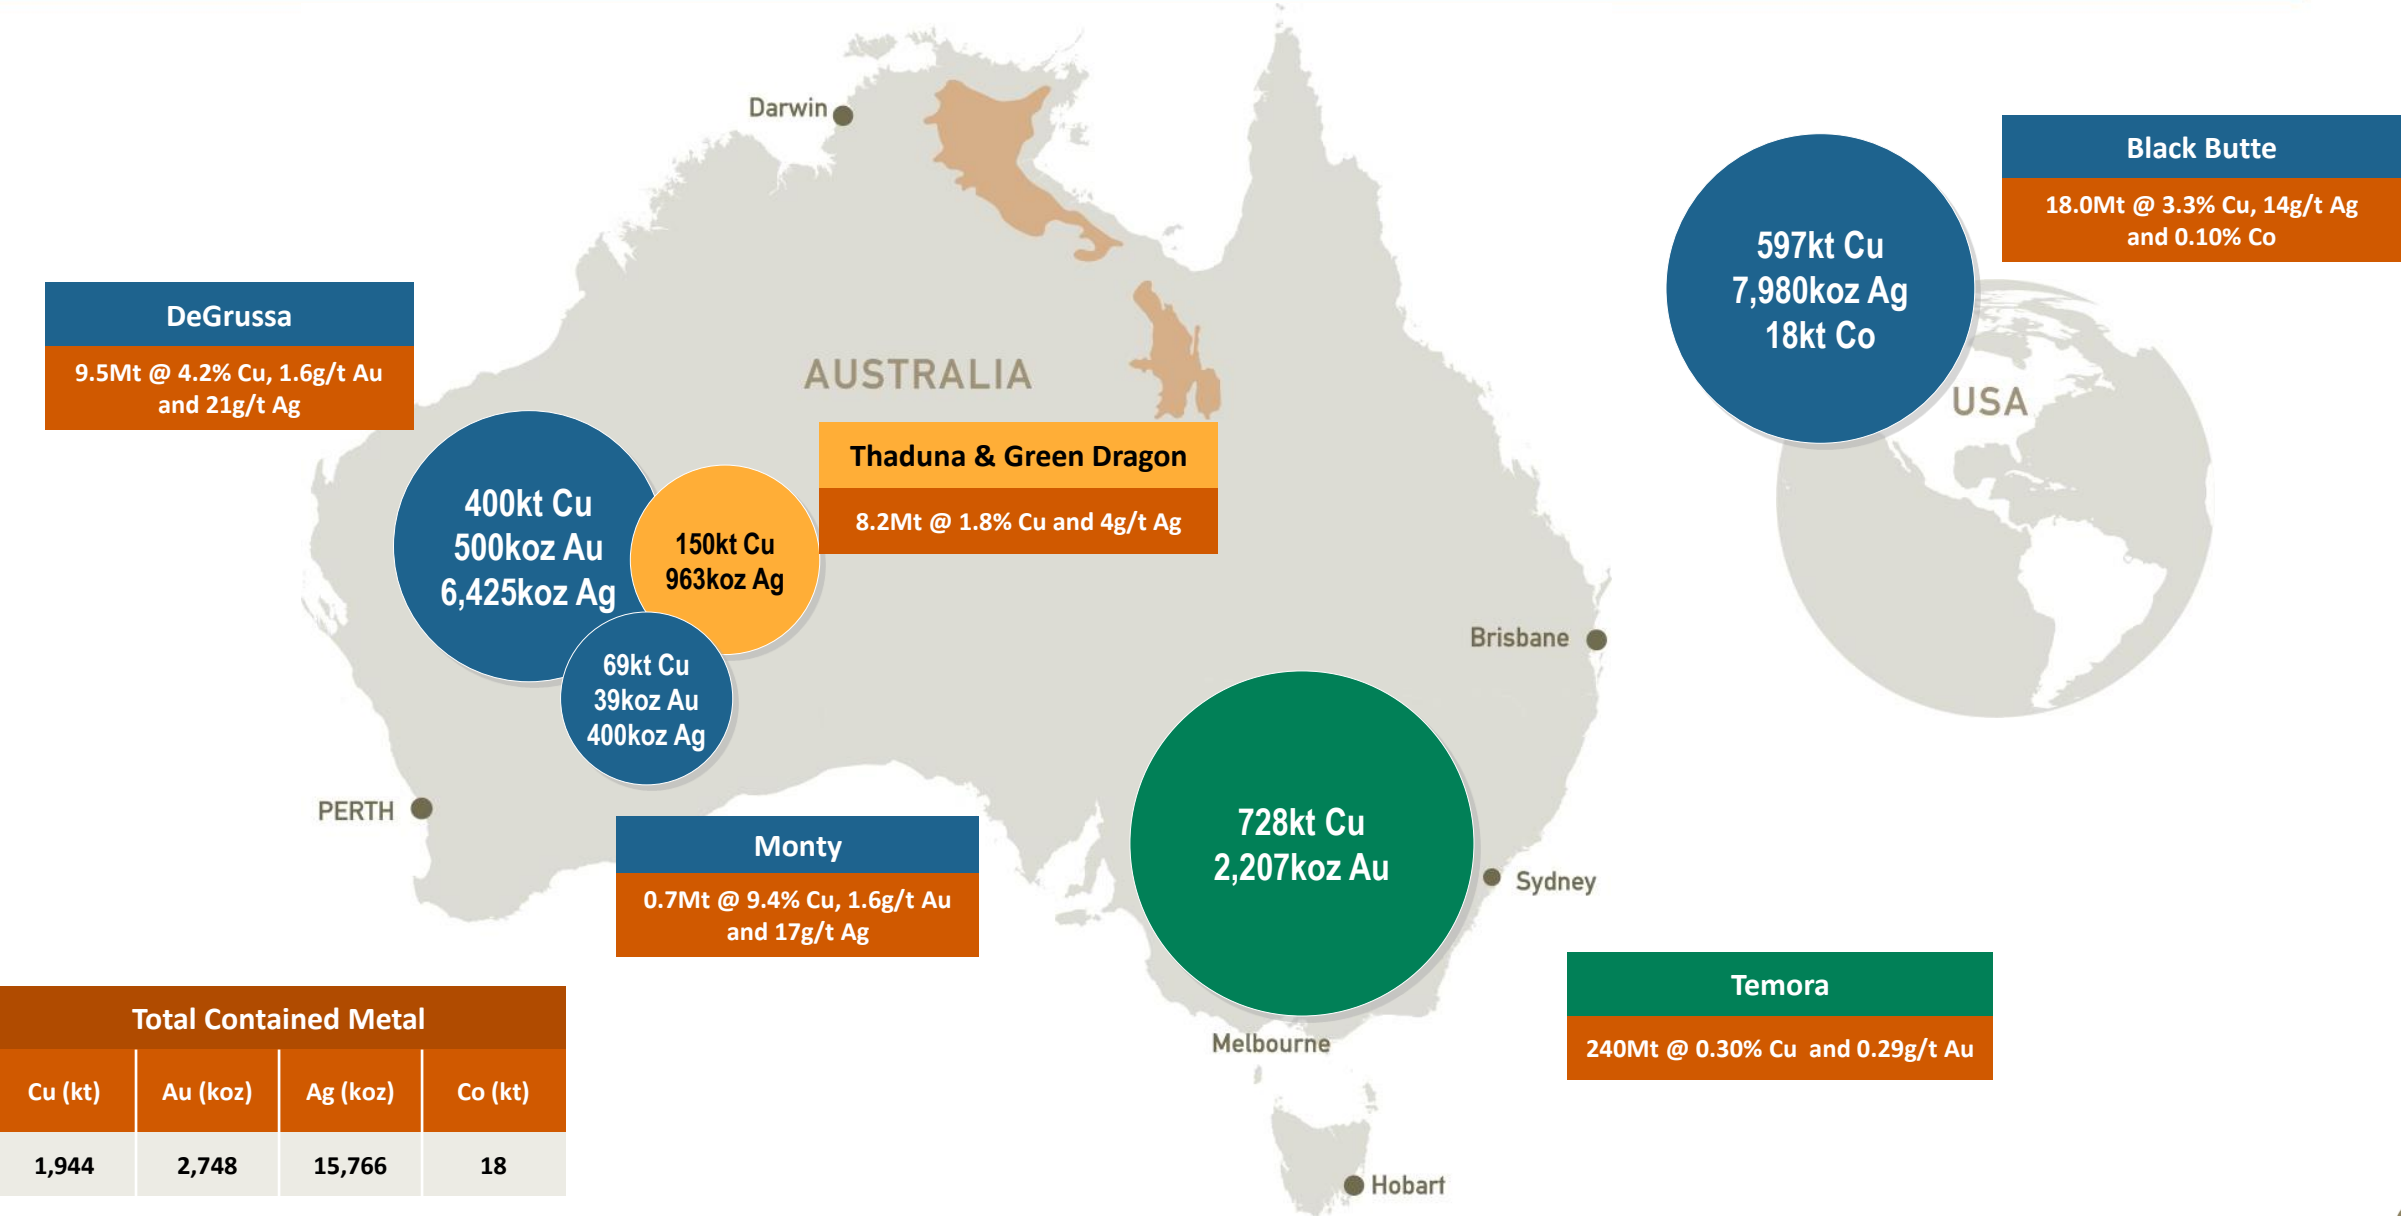 Darwin
Black Butte
18.0Mt @ 3.3% Cu, 14g/t Ag
and 0.10% Co
597kt Cu
7,980koz Ag
18kt Co
DeGrussa
9.5Mt @ 4.2% Cu, 1.6g/t Au
and 21g/t Ag
AUSTRALIA
USA
Thaduna & Green Dragon
8.2Mt @ 1.8% Cu and 4g/t Ag
400kt Cu
500koz Au
6,425koz Ag
150kt Cu
963koz Ag
69kt Cu
39koz Au
400koz Ag
Brisbane
PERTH
Monty
0.7Mt @ 9.4% Cu, 1.6g/t Au
and 17g/t Ag
728kt Cu
2,207koz Au
Sydney
Temora
240Mt @ 0.30% Cu  and 0.29g/t Au
Melbourne
Hobart
Total Contained Metal
Cu (kt) Au (koz) Ag (koz) Co (kt)
1,944 2,748 15,766 18